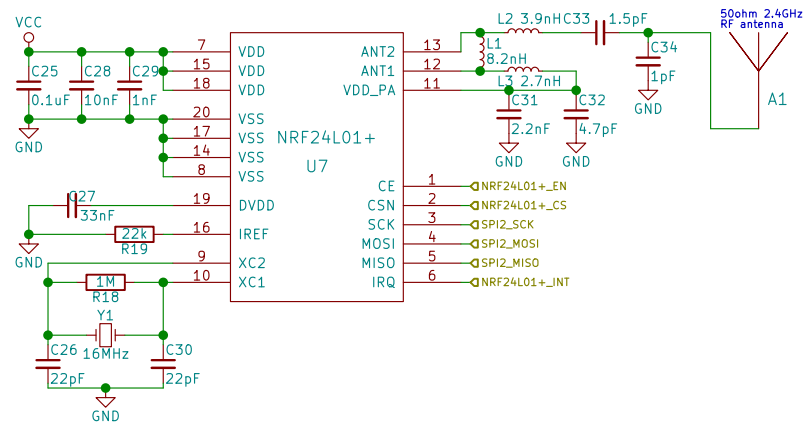 VCC
C25
0.1uF
C28
10nF
C29
1nF
GND
7
15
18
20
17
14
8
19
16
9
10
VDD
VDD
VDD
VSS
VSS
VSS
VSS
DVDD
IREF
XC2
XC1
NRF24L01+
U7
ANT2
ANT1
VDD_PA
CE
CSN
SCK
MOSI
MISO
IRQ
13
12
11
1
2
3
4
5
6
NRF24L01+_EN
NRF24L01+_CS
SPI2_SCK
SPI2_MOSI
SPI2_MISO
NRF24L01+_INT
L2 3.9nH
C33
1.5pF
L1
8.2nH
L3 2.7nH
C31
2.2nF
GND
C32
4.7pF
GND
C34
1pF
GND
50ohm 2.4GHz
RF antenna
A1
C27
33nF
22k
R19
GND
1M
R18
Y1
16MHz
C26
22pF
C30
22pF
GND